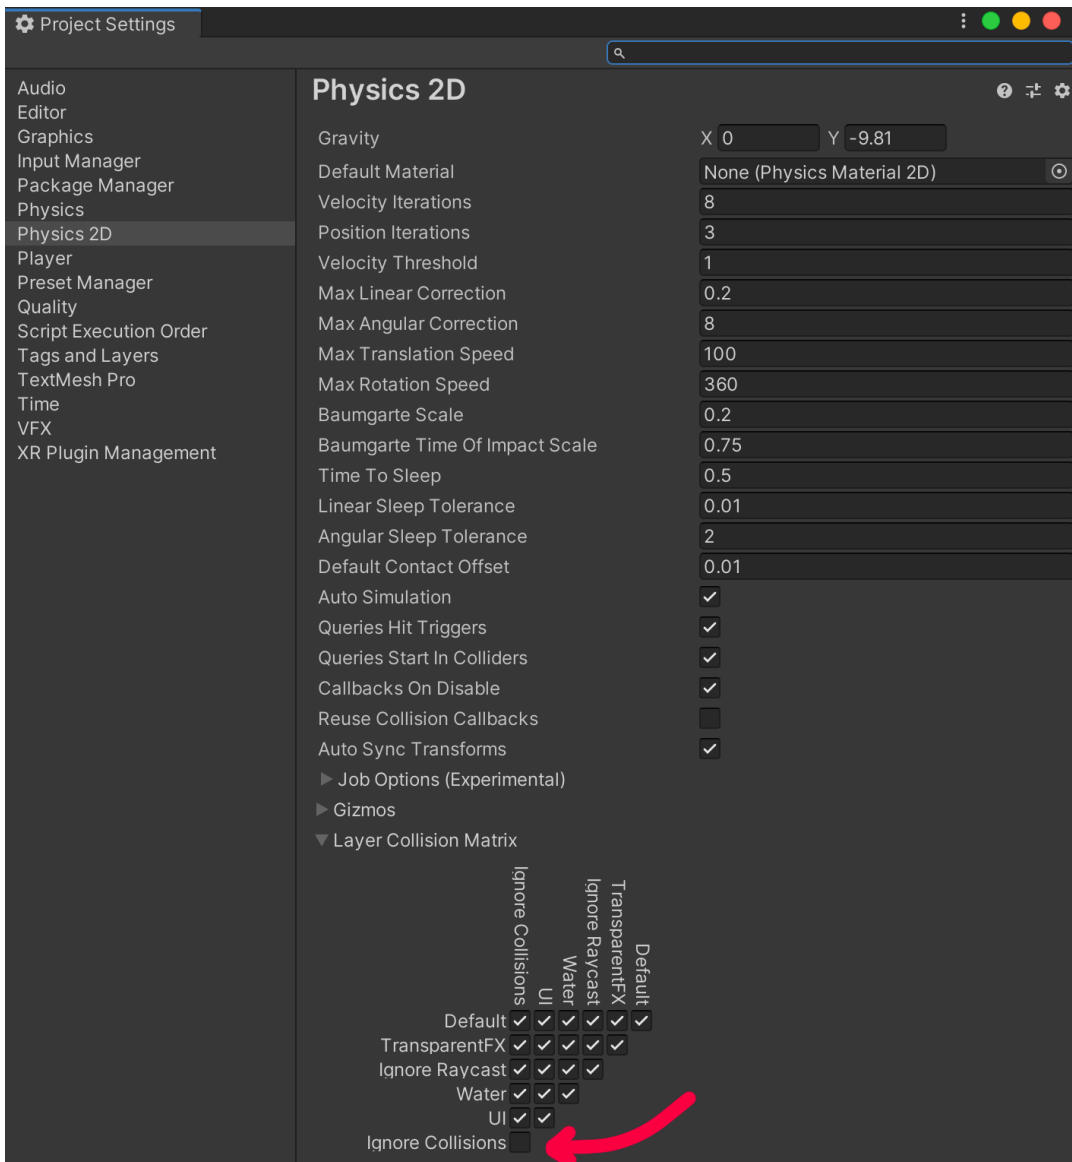 Project Settings
Audio
Editor
Graphics
Input Manager
Package Manager
Physics
Physics 2D
Player
Preset Manager
Quality
Script Execution Order
Tags and Layers
TextMesh Pro
Time
VFX
XR Plugin Management
Physics 2D
Gravity X 0 Y -9.81
Default Material None (Physics Material 2D)
Velocity Iterations 8
Position Iterations 3
Velocity Threshold 1
Max Linear Correction 0.2
Max Angular Correction 8
Max Translation Speed 100
Max Rotation Speed 360
Baumgarte Scale 0.2
Baumgarte Time Of Impact Scale 0.75
Time To Sleep 0.5
Linear Sleep Tolerance 0.01
Angular Sleep Tolerance 2
Default Contact Offset 0.01
Auto Simulation
Queries Hit Triggers
Queries Start In Colliders
Callbacks On Disable
Reuse Collision Callbacks
Auto Sync Transforms
Job Options (Experimental)
Gizmos
Layer Collision Matrix
Ignore Collisions
UI
Water
Ignore Raycast
TransparentFX
Default
Default
TransparentFX
Ignore Raycast
Water
UI
Ignore Collisions